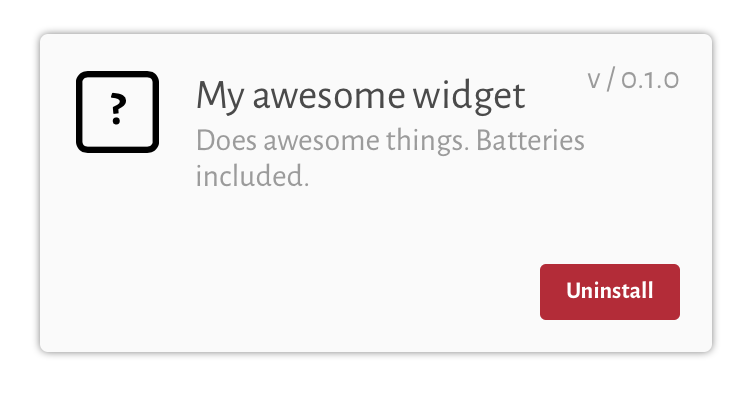 ?
My awesome widget
v / 0.1.0
Does awesome things. Batteries
included.
Uninstall